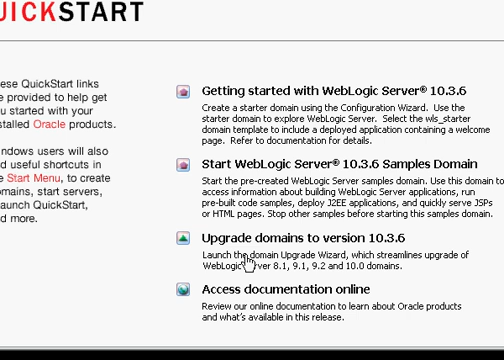 UICKSTART
ese QuickStart links
e provided to help get
u started with your
stalled Oracle products.
ndows users will also
d useful shortcuts in
e Start Menu, to create
mains, start servers,
aunch QuickStart,
d more.
Getting started with WebLogic Server® 10.3.6
Create a starter domain using the Configuration Wizard. Use the
starter domain to explore WebLogic Server. Select the wls_starter
domain template to include a deployed application containing a welcome
page. Refer to documentation for details.
Start WebLogic Server® 10.3.6 Samples Domain
Start the pre-created WebLogic Server samples domain. Use this domain to
access information about building WebLogic Server applications, run
pre-built code samples, deploy J2EE applications, and quickly serve JSPs
or HTML pages. Stop other samples before starting this samples domain.
Upgrade domains to version 10.3.6
Launch the domain Upgrade Wizard, which streamlines upgrade of
WebLogic rver 8.1, 9.1, 9.2 and 10.0 domains.
Access documentation online
Review our online documentation to learn about Oracle products
and what's available in this release.